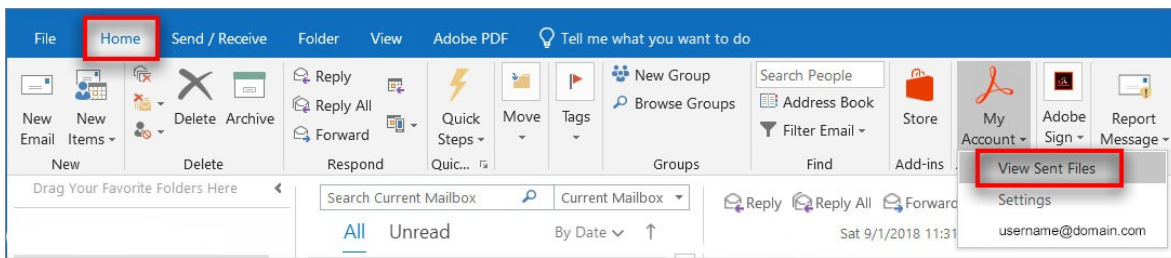 File Home Send / Receive Folder View Adobe PDF Tell me what you want to do
New Email
New Items
Delete Archive
Reply
Reply All
Forward
Quick Steps
Move
Tags
New Group
Browse Groups
Search People
Address Book
Filter Email
Store
My Account
Adobe Sign
Report Message
New Delete Respond Quic... Groups Find Add-ins
View Sent Files
Settings
username@domain.com
Drag Your Favorite Folders Here
Search Current Mailbox Current Mailbox
All Unread By Date
Reply Reply All Forward
Sat 9/1/2018 11:31